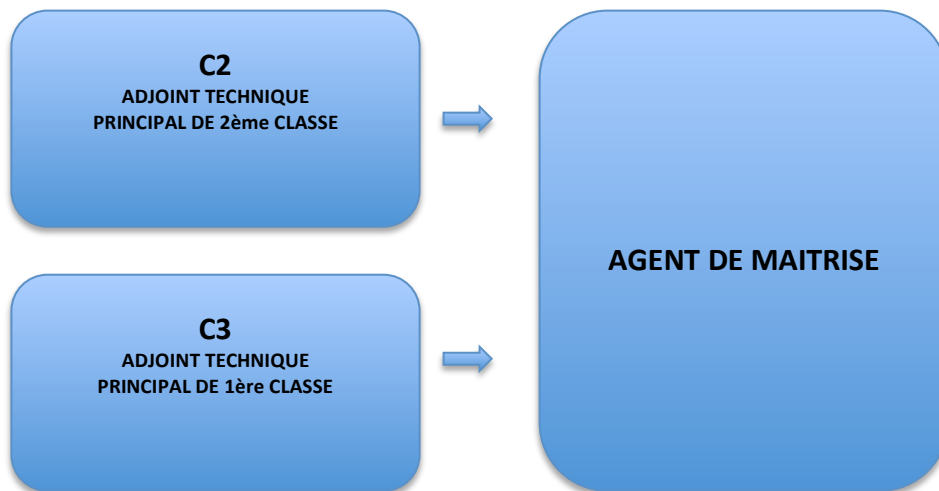 C2
ADJOINT TECHNIQUE
PRINCIPAL DE 2ème CLASSE
C3
ADJOINT TECHNIQUE
PRINCIPAL DE 1ère CLASSE
AGENT DE MAITRISE